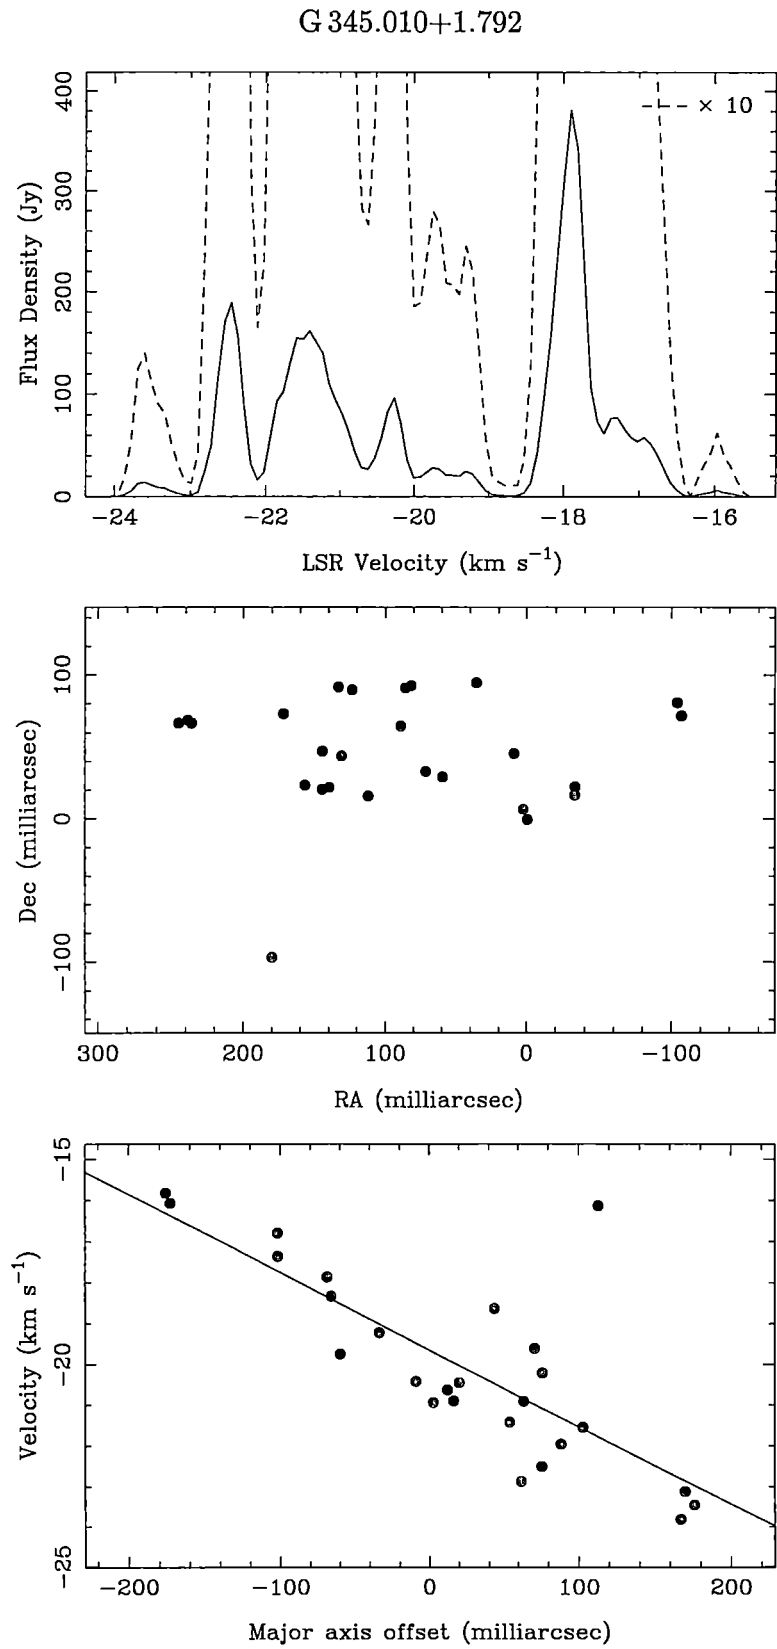 G 345.010+1.792
400
300
200
100
0
Flux Density (Jy)
× 10
−24 −22 −20 −18 −16
LSR Velocity (km s⁻¹)
100
0
−100
Dec (milliarcsec)
300 200 100 0 −100
RA (milliarcsec)
−15
−20
−25
Velocity (km s⁻¹)
−200 −100 0 100 200
Major axis offset (milliarcsec)